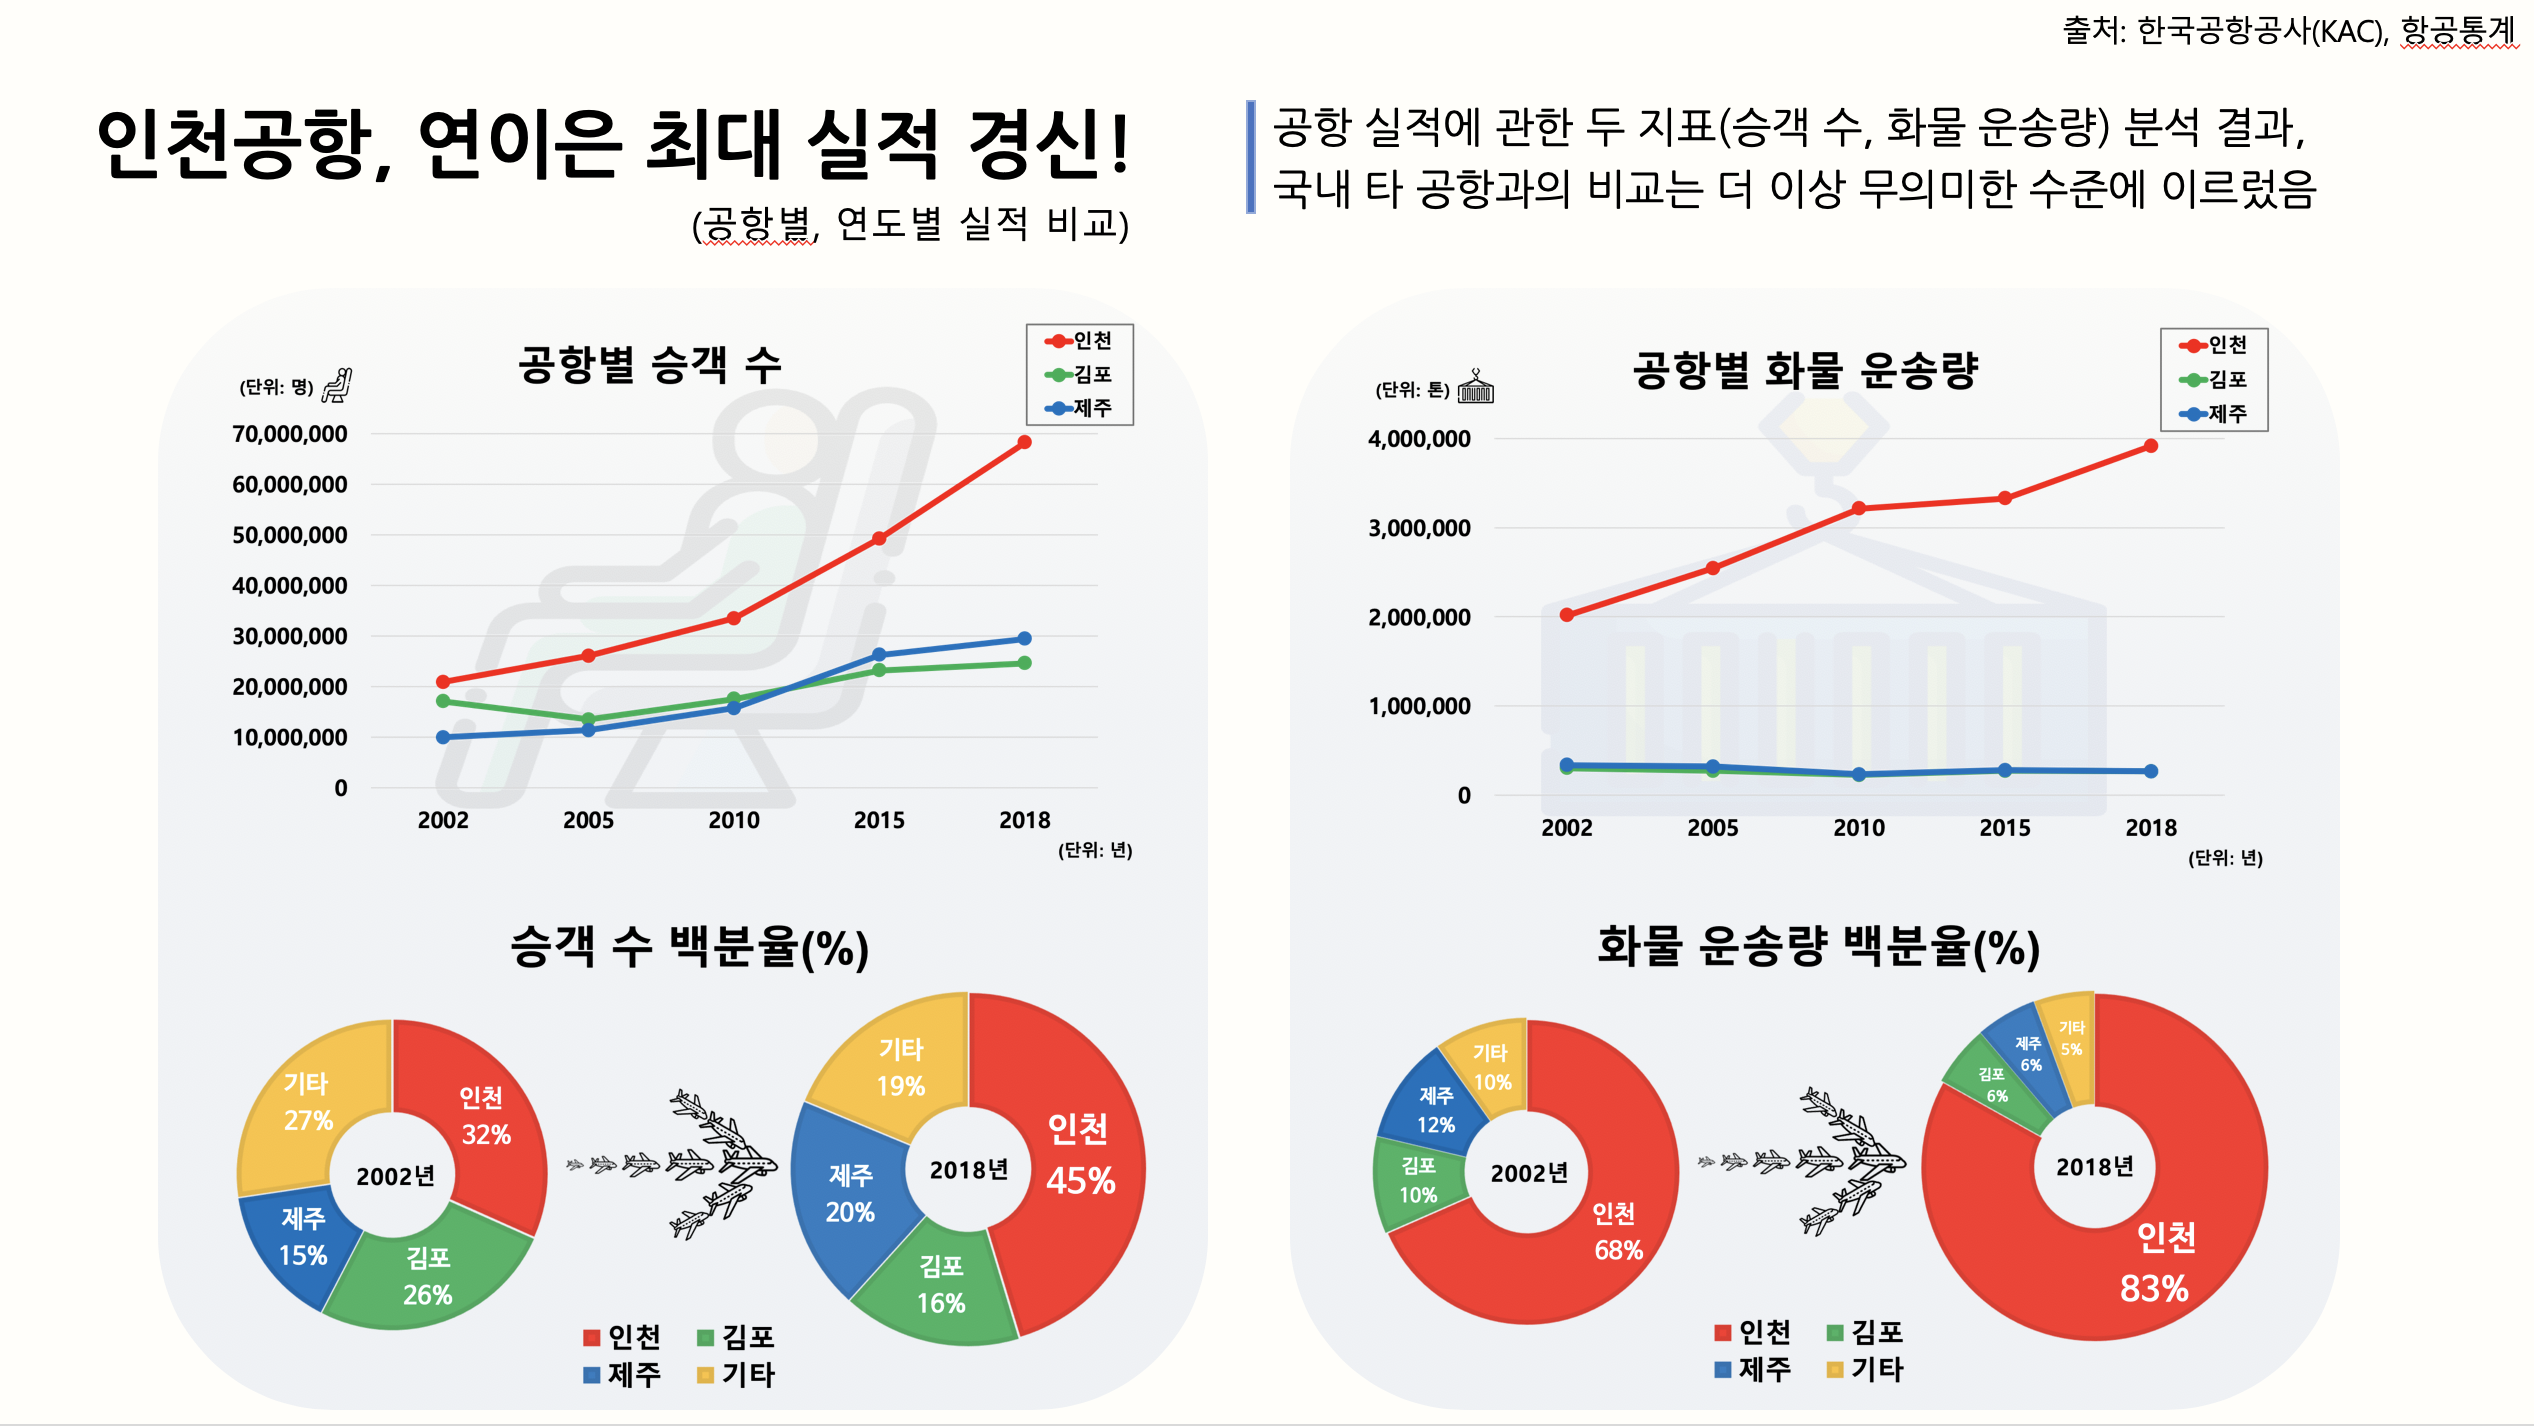 출처: 한국공항공사(KAC), 항공통계
인천공항, 연이은 최대 실적 경신!
(공항별, 연도별 실적 비교)
공항 실적에 관한 두 지표(승객 수, 화물 운송량) 분석 결과,
국내 타 공항과의 비교는 더 이상 무의미한 수준에 이르렀음
공항별 승객 수
(단위: 명)
인천
김포
제주
70,000,000
60,000,000
50,000,000
40,000,000
30,000,000
20,000,000
10,000,000
0
2002 2005 2010 2015 2018
(단위: 년)
승객 수 백분율(%)
기타
27%
인천
32%
제주
15%
김포
26%
2002년
기타
19%
인천
45%
제주
20%
김포
16%
2018년
인천 김포
제주 기타
공항별 화물 운송량
(단위: 톤)
인천
김포
제주
4,000,000
3,000,000
2,000,000
1,000,000
0
2002 2005 2010 2015 2018
(단위: 년)
화물 운송량 백분율(%)
기타
10%
제주
12%
김포
10%
인천
68%
2002년
기타
5%
제주
6%
김포
6%
인천
83%
2018년
인천 김포
제주 기타